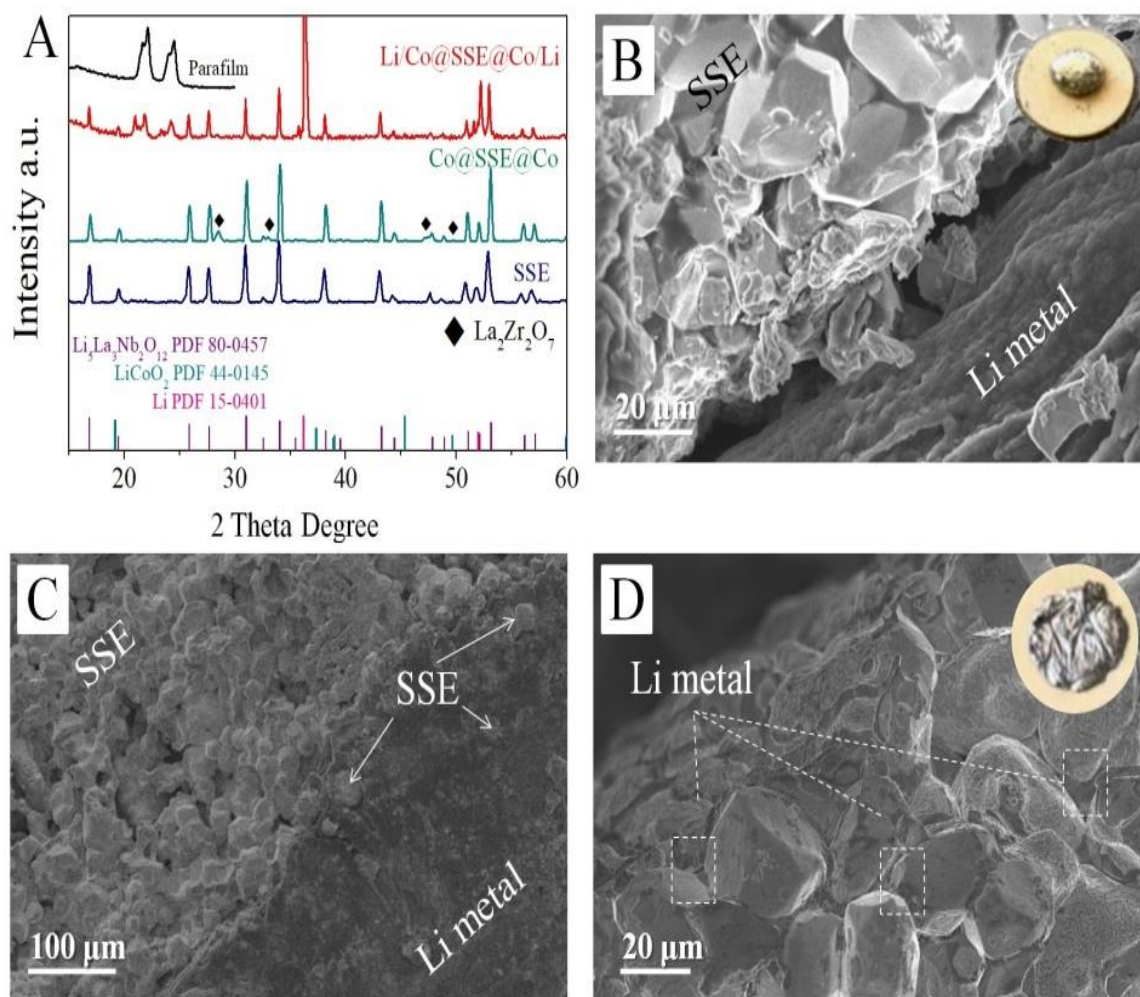 A
Parafilm
Li/Co@SSE@Co/Li
Co@SSE@Co
SSE
◆ La₂Zr₂O₇
Li₅La₃Nb₂O₁₂ PDF 80-0457
LiCoO₂ PDF 44-0145
Li PDF 15-0401
Intensity a.u.
20 30 40 50 60
2 Theta Degree
B
SSE
Li metal
20 μm
C
SSE
SSE
Li metal
100 μm
D
Li metal
20 μm